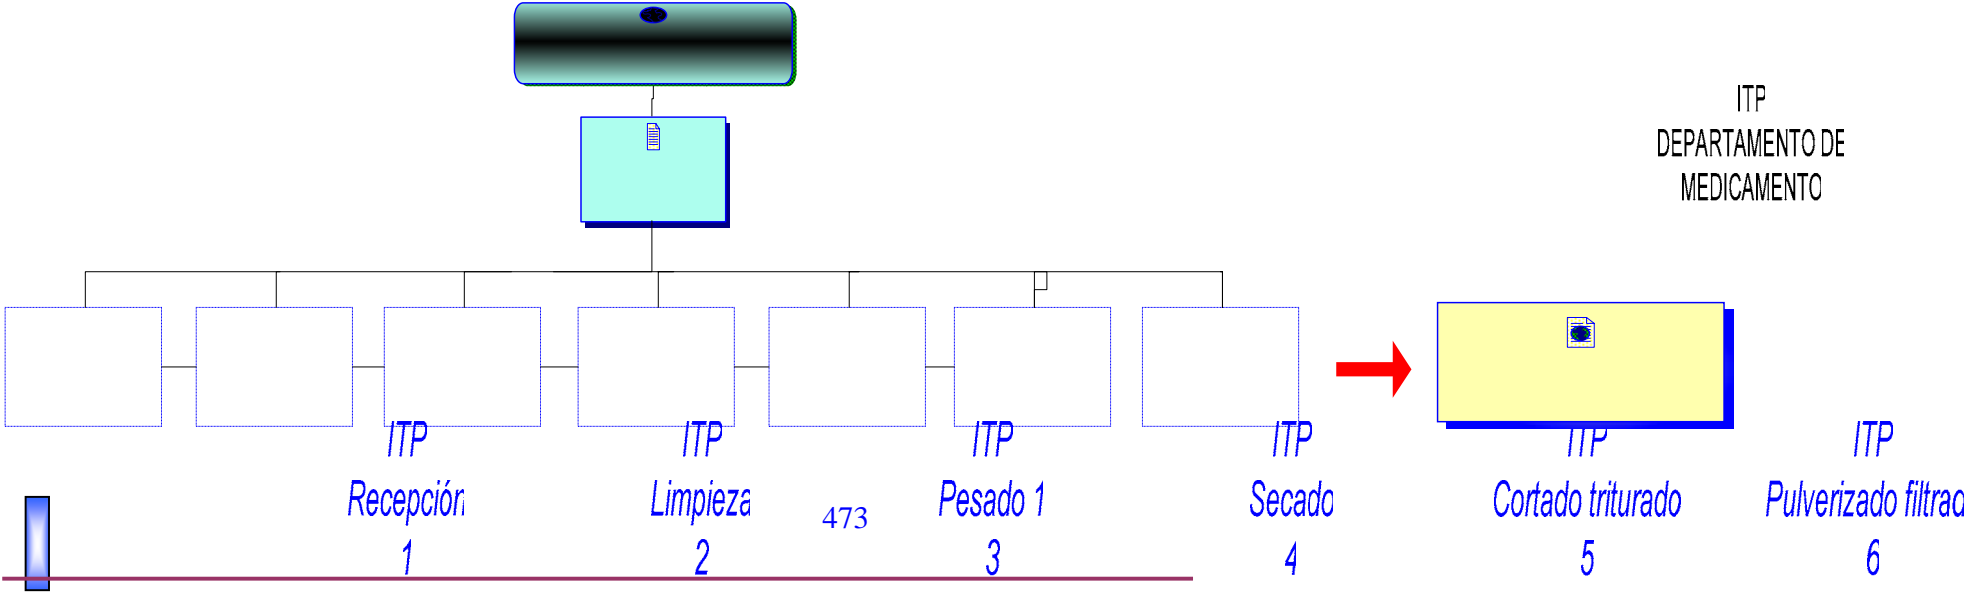 ITP
DEPARTAMENTO DE
MEDICAMENTO
ITP
Recepción
1
ITP
Limpieza
2
ITP
Pesado 1
3
ITP
Secado
4
ITP
Cortado triturado
5
ITP
Pulverizado filtrad
6
473